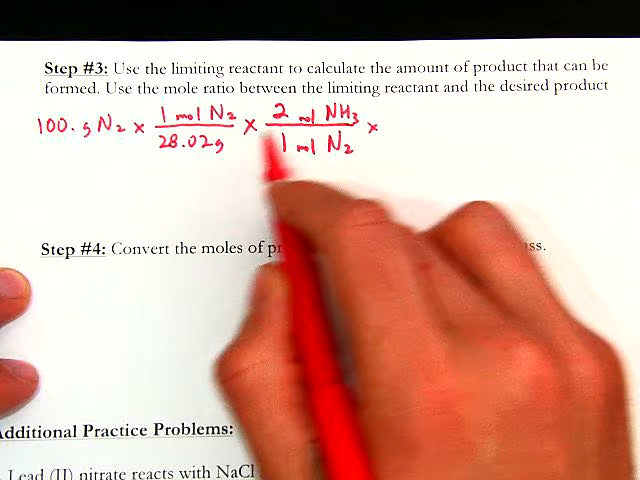 Step #3: Use the limiting reactant to calculate the amount of product that can be
formed. Use the mole ratio between the limiting reactant and the desired product
100. g N2 × 1 mol N2 / 28.02g × 2 mol NH3 / 1 mol N2 ×
Step #4: Convert the moles of
Additional Practice Problems:
Lead (II) nitrate reacts with NaCl